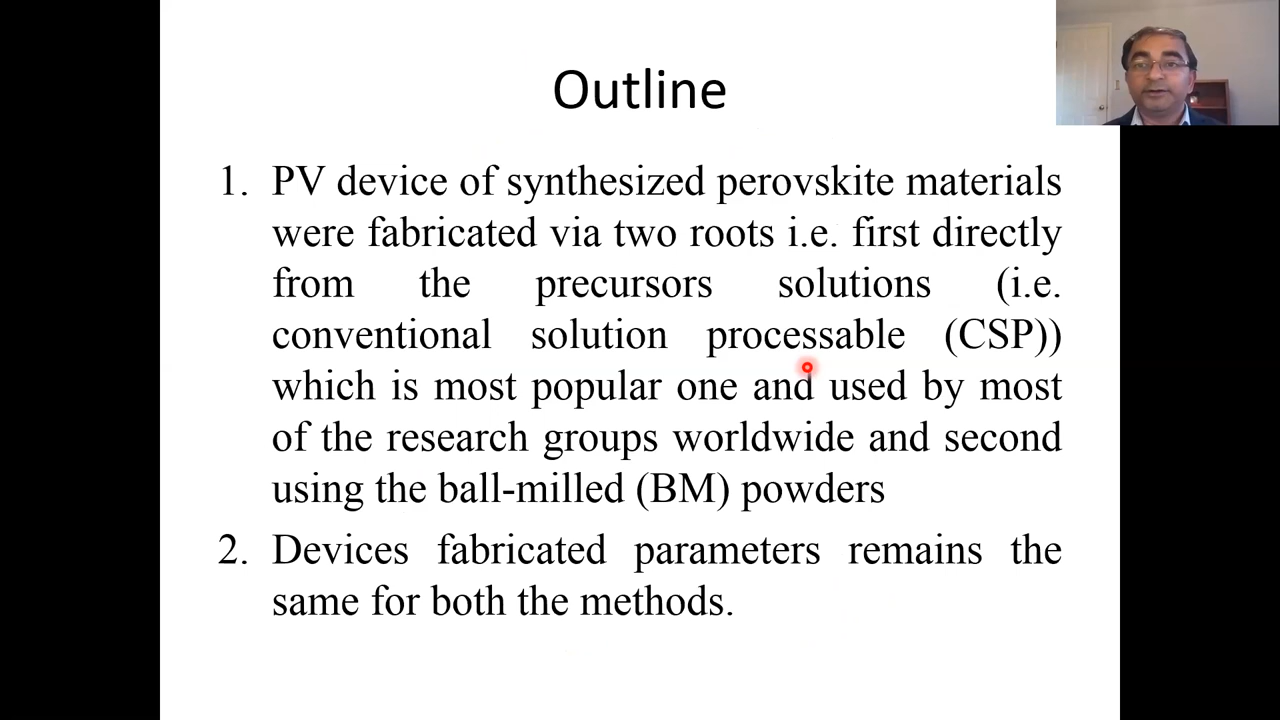 Outline
1. PV device of synthesized perovskite materials
were fabricated via two roots i.e. first directly
from the precursors solutions (i.e.
conventional solution processable (CSP))
which is most popular one and used by most
of the research groups worldwide and second
using the ball-milled (BM) powders
2. Devices fabricated parameters remains the
same for both the methods.